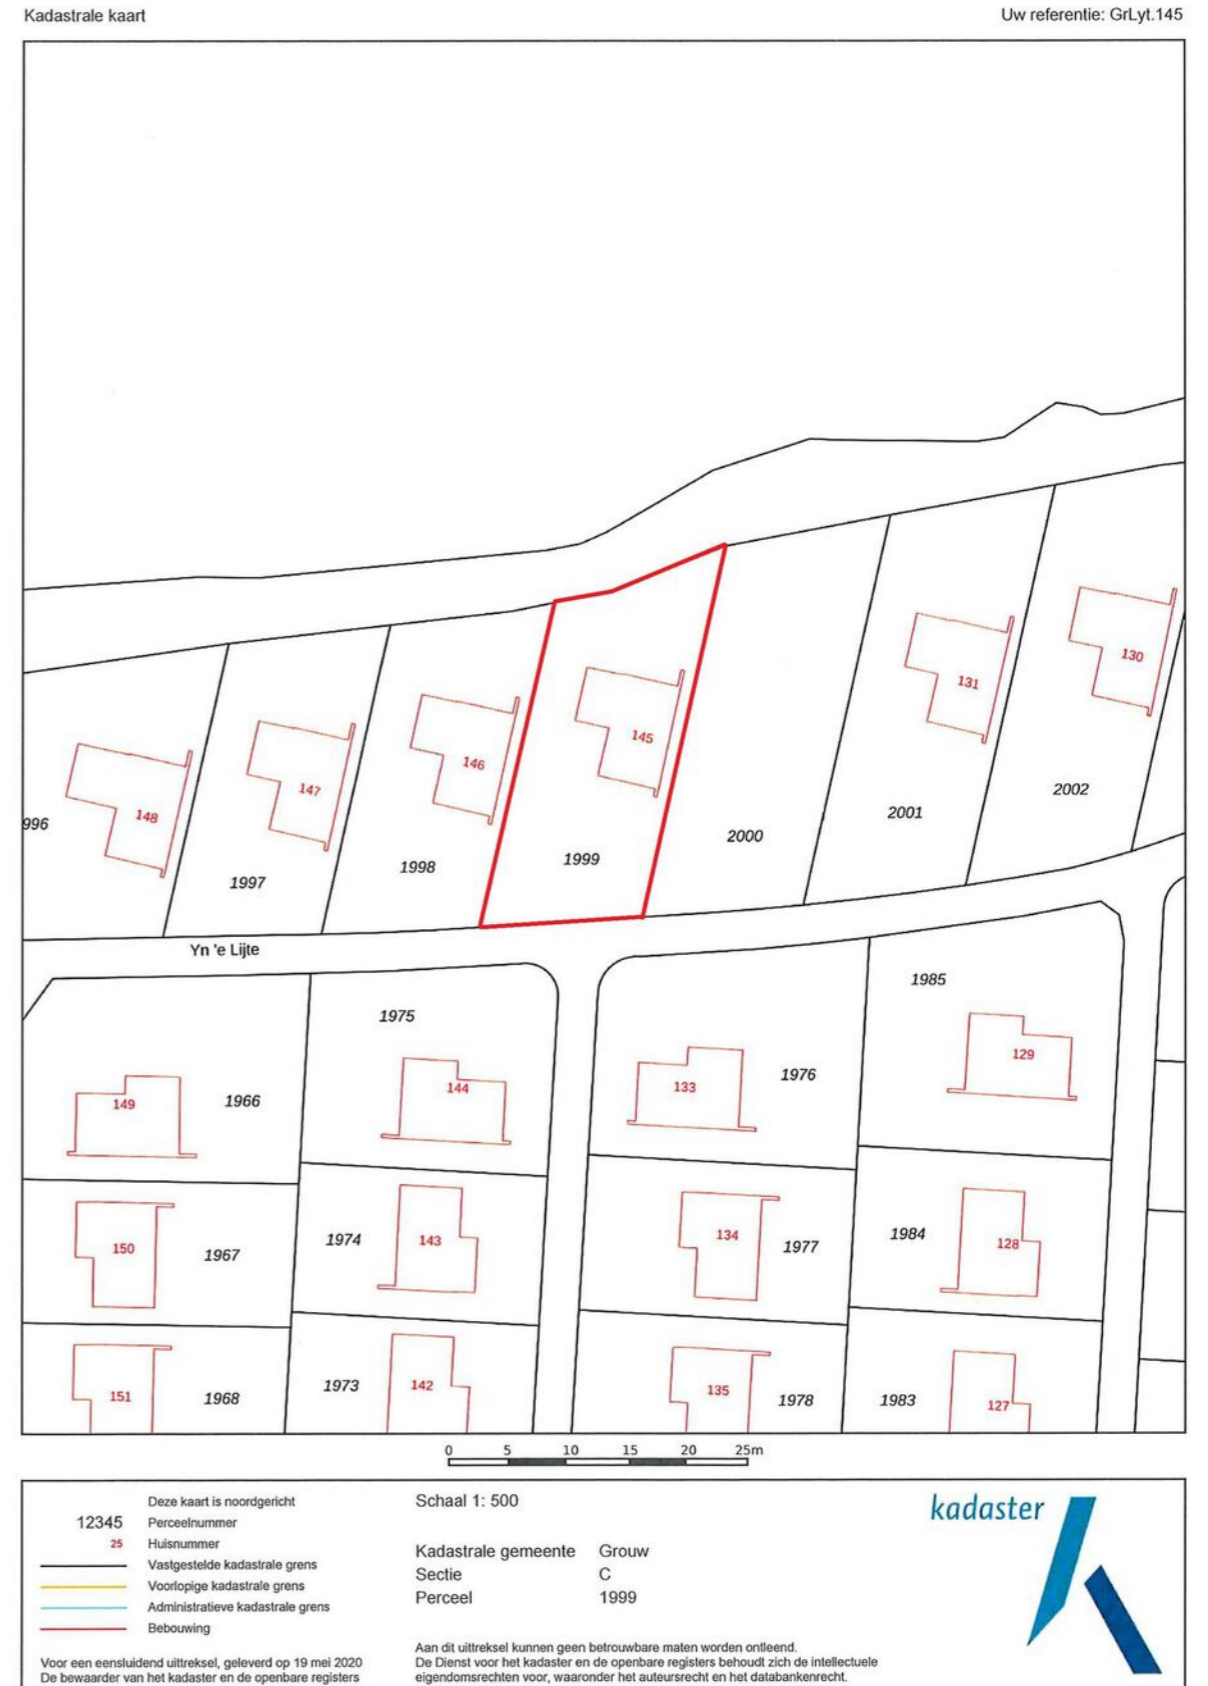 Kadastrale kaart
Uw referentie: GrLyt.145
130
131
145
146
147
148
2002
2001
2000
1999
1998
1997
996
Yn 'e Lijte
1985
1975
129
1976
133
144
1966
149
1984
128
1977
134
1974
143
1967
150
1983
127
1978
135
1973
142
1968
151
0 5 10 15 20 25m
Deze kaart is noordgericht
12345 Perceelnummer
25 Huisnummer
Vastgestelde kadastrale grens
Voorlopige kadastrale grens
Administratieve kadastrale grens
Bebouwing
Voor een eensluidend uittreksel, geleverd op 19 mei 2020
De bewaarder van het kadaster en de openbare registers
Schaal 1: 500
Kadastrale gemeente Grouw
Sectie C
Perceel 1999
Aan dit uittreksel kunnen geen betrouwbare maten worden ontleend.
De Dienst voor het kadaster en de openbare registers behoudt zich de intellectuele
eigendomsrechten voor, waaronder het auteursrecht en het databankenrecht.
kadaster